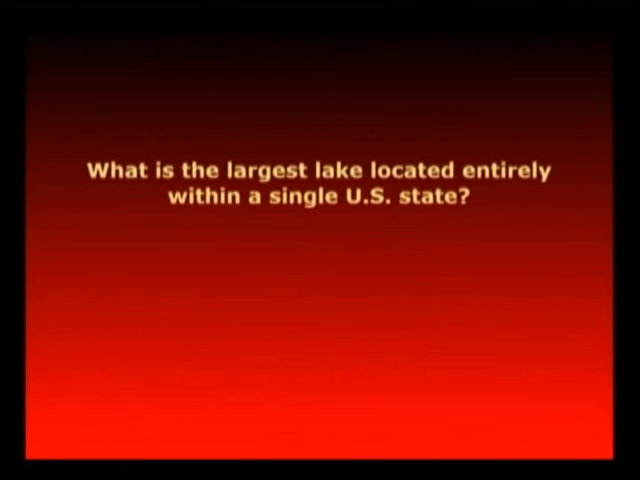 What is the largest lake located entirely
within a single U.S. state?